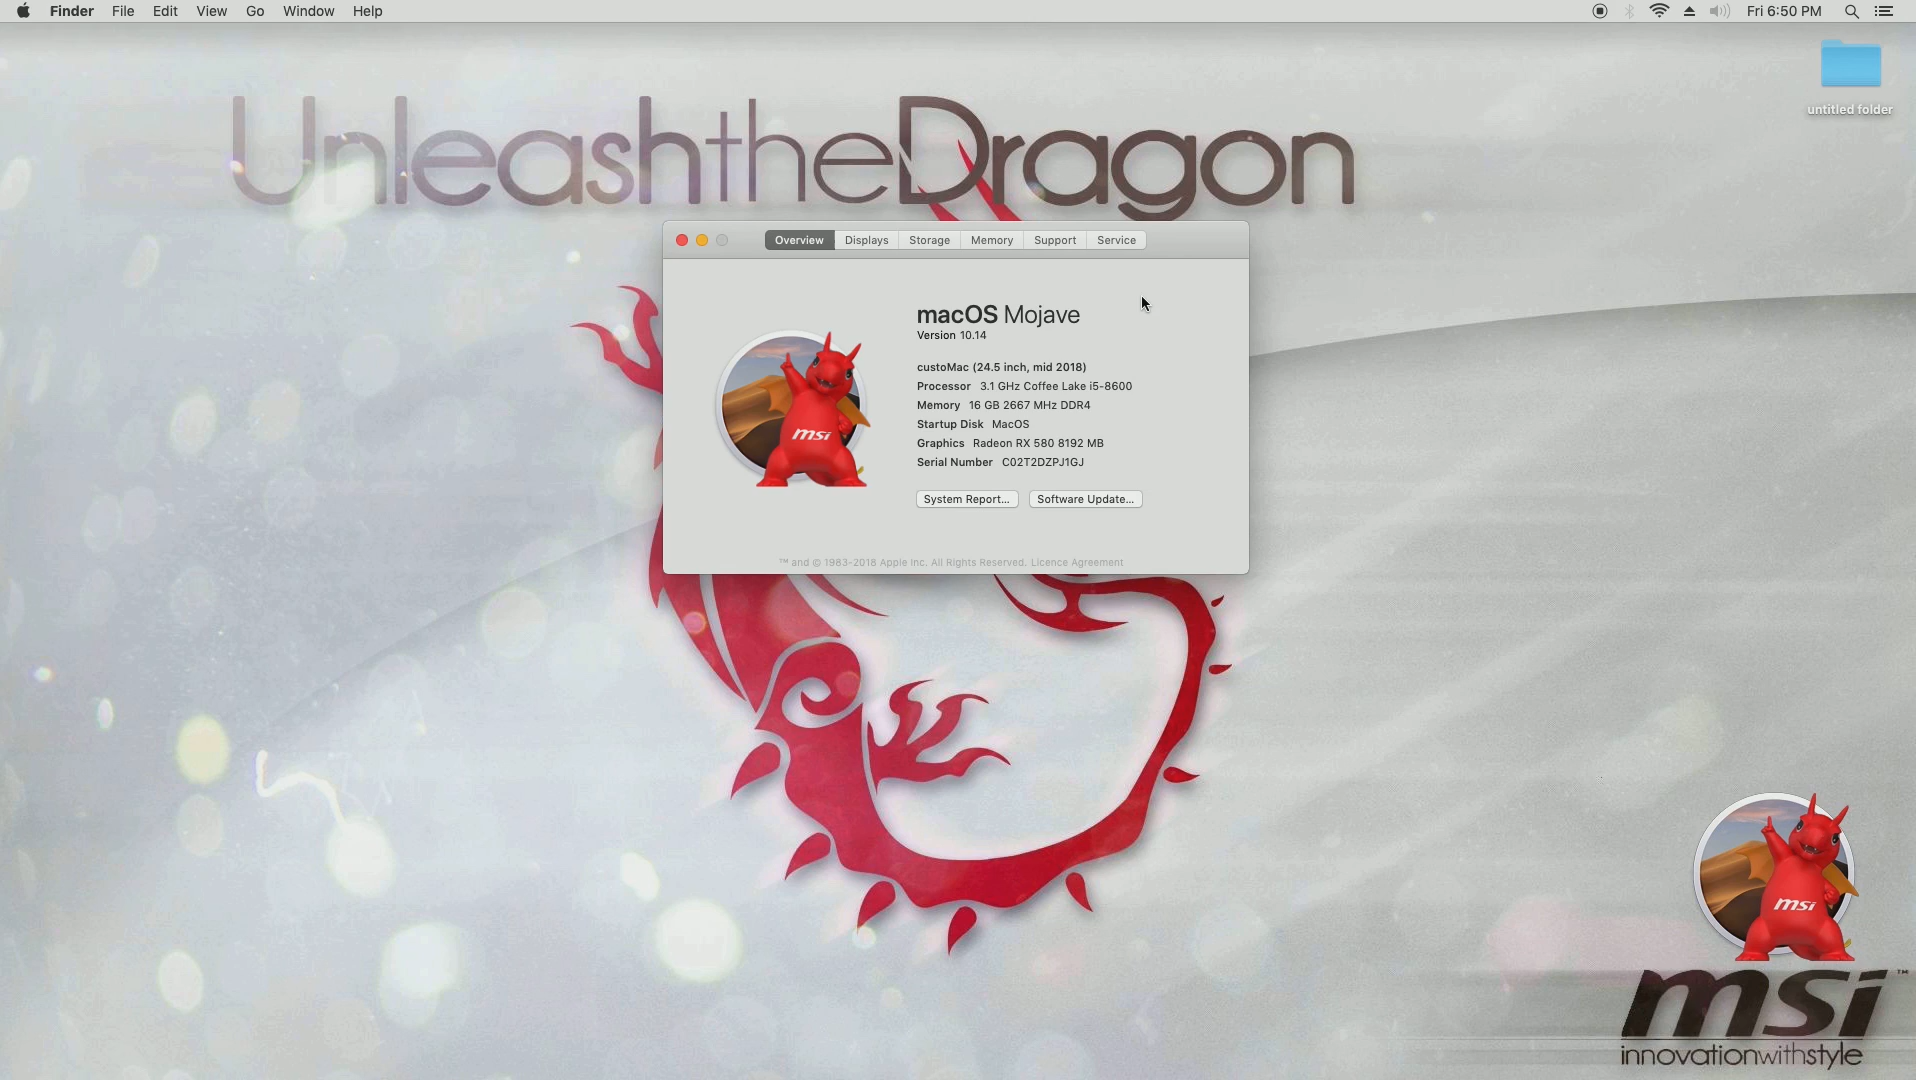 Finder File Edit View Go Window Help Fri 6:50 PM
untitled folder
UnleashtheDragon
Overview Displays Storage Memory Support Service
macOS Mojave
Version 10.14
custoMac (24.5 inch, mid 2018)
Processor 3.1 GHz Coffee Lake i5-8600
Memory 16 GB 2667 MHz DDR4
Startup Disk MacOS
Graphics Radeon RX 580 8192 MB
Serial Number C02T2DZPJ1GJ
msi
System Report... Software Update...
™ and © 1983-2018 Apple Inc. All Rights Reserved. Licence Agreement
msi
msi™
innovationwithstyle